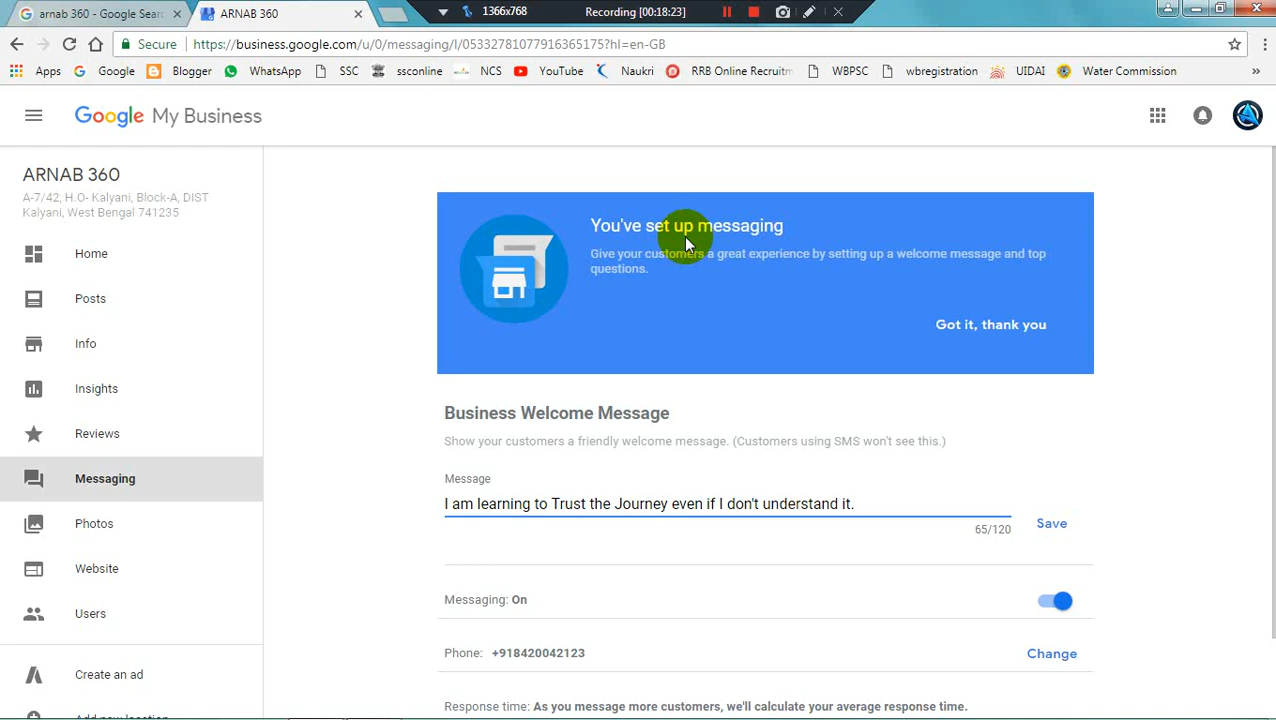 arnab 360 - Google Sear
ARNAB 360
1366x768
Recording [00:18:23]
Secure
https://business.google.com/u/0/messaging/l/05332781077916365175?hl=en-GB
Apps
Google
Blogger
WhatsApp
SSC
ssconline
NCS
YouTube
Naukri
RRB Online Recruitm
WBPSC
wbregistration
UIDAI
Water Commission
»
Google My Business
ARNAB 360
A-7/42, H.O- Kalyani, Block-A, DIST
Kalyani, West Bengal 741235
Home
Posts
Info
Insights
Reviews
Messaging
Photos
Website
Users
Create an ad
Add new location
You've set up messaging
Give your customers a great experience by setting up a welcome message and top
questions.
Got it, thank you
Business Welcome Message
Show your customers a friendly welcome message. (Customers using SMS won't see this.)
Message
I am learning to Trust the Journey even if I don't understand it.
65/120
Save
Messaging: On
Phone: +918420042123
Change
Response time: As you message more customers, we'll calculate your average response time.